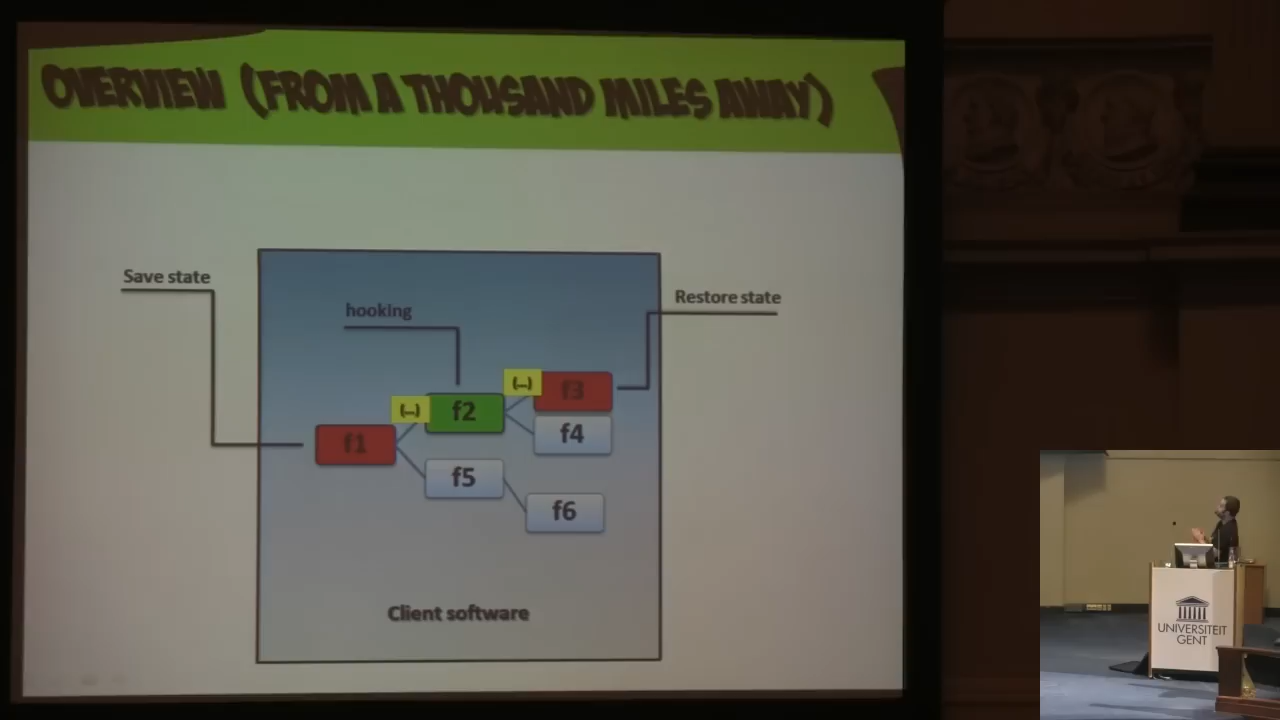 OVERVIEW (FROM A THOUSAND MILES AWAY)
Save state
Restore state
hooking
(...)
f3
(...)
f2
f4
f1
f5
f6
Client software
UNIVERSITEIT
GENT